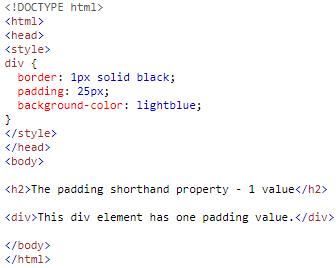 <!DOCTYPE html>
<html>
<head>
<style>
div {
  border: 1px solid black;
  padding: 25px;
  background-color: lightblue;
}
</style>
</head>
<body>

<h2>The padding shorthand property - 1 value</h2>

<div>This div element has one padding value.</div>

</body>
</html>